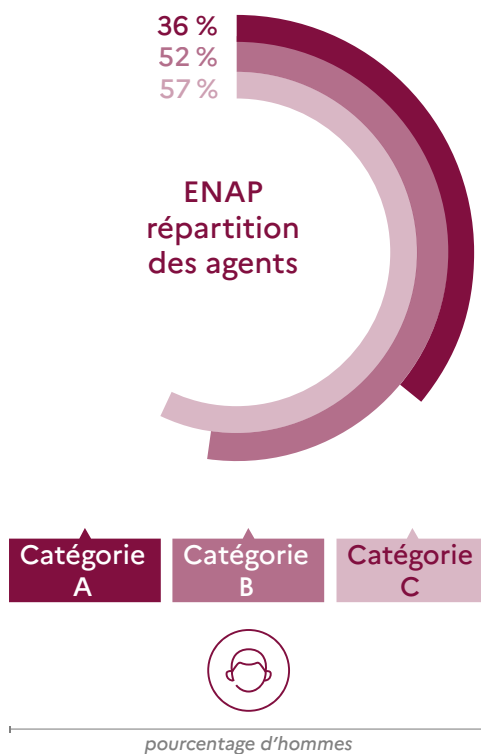 36 %
52 %
57 %
ENAP
répartition
des agents
Catégorie
A
Catégorie
B
Catégorie
C
pourcentage d'hommes